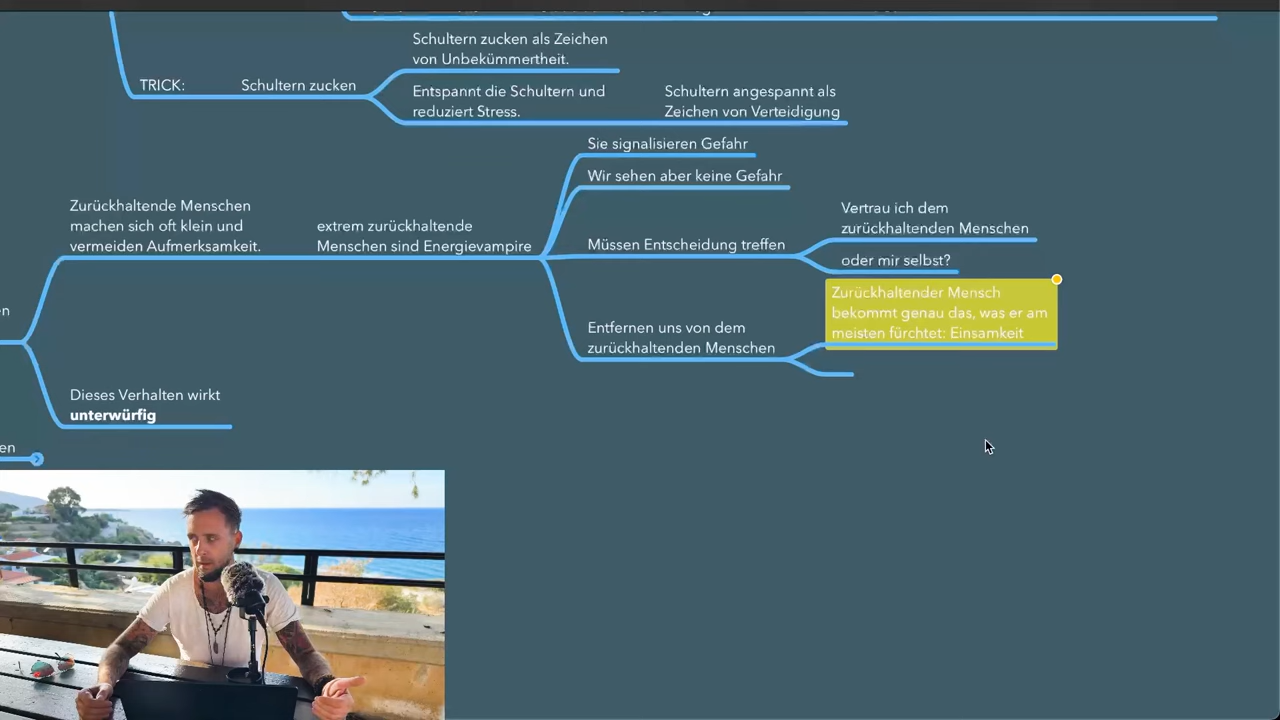 Schultern zucken als Zeichen
von Unbekümmertheit.
TRICK:
Schultern zucken
Entspannt die Schultern und
reduziert Stress.
Schultern angespannt als
Zeichen von Verteidigung
Sie signalisieren Gefahr
Wir sehen aber keine Gefahr
Zurückhaltende Menschen
machen sich oft klein und
vermeiden Aufmerksamkeit.
extrem zurückhaltende
Menschen sind Energievampire
Müssen Entscheidung treffen
Vertrau ich dem
zurückhaltenden Menschen
oder mir selbst?
Zurückhaltender Mensch
bekommt genau das, was er am
meisten fürchtet: Einsamkeit
Entfernen uns von dem
zurückhaltenden Menschen
n
Dieses Verhalten wirkt
unterwürfig
en